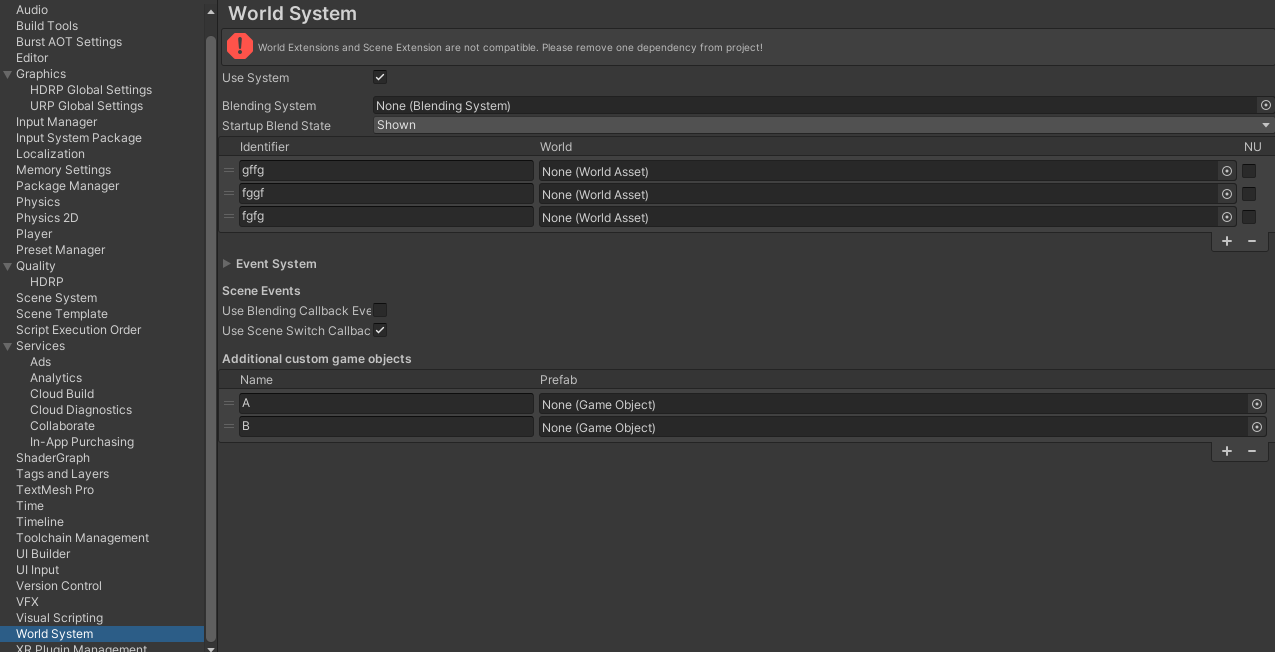 Audio
Build Tools
Burst AOT Settings
Editor
Graphics
HDRP Global Settings
URP Global Settings
Input Manager
Input System Package
Localization
Memory Settings
Package Manager
Physics
Physics 2D
Player
Preset Manager
Quality
HDRP
Scene System
Scene Template
Script Execution Order
Services
Ads
Analytics
Cloud Build
Cloud Diagnostics
Collaborate
In-App Purchasing
ShaderGraph
Tags and Layers
TextMesh Pro
Time
Timeline
Toolchain Management
UI Builder
UI Input
Version Control
VFX
Visual Scripting
World System
XR Plugin Management
World System
World Extensions and Scene Extension are not compatible. Please remove one dependency from project!
Use System
Blending System None (Blending System)
Startup Blend State Shown
Identifier World NU
gffg None (World Asset)
fggf None (World Asset)
fgfg None (World Asset)
Event System
Scene Events
Use Blending Callback Eve
Use Scene Switch Callbac
Additional custom game objects
Name Prefab
A None (Game Object)
B None (Game Object)